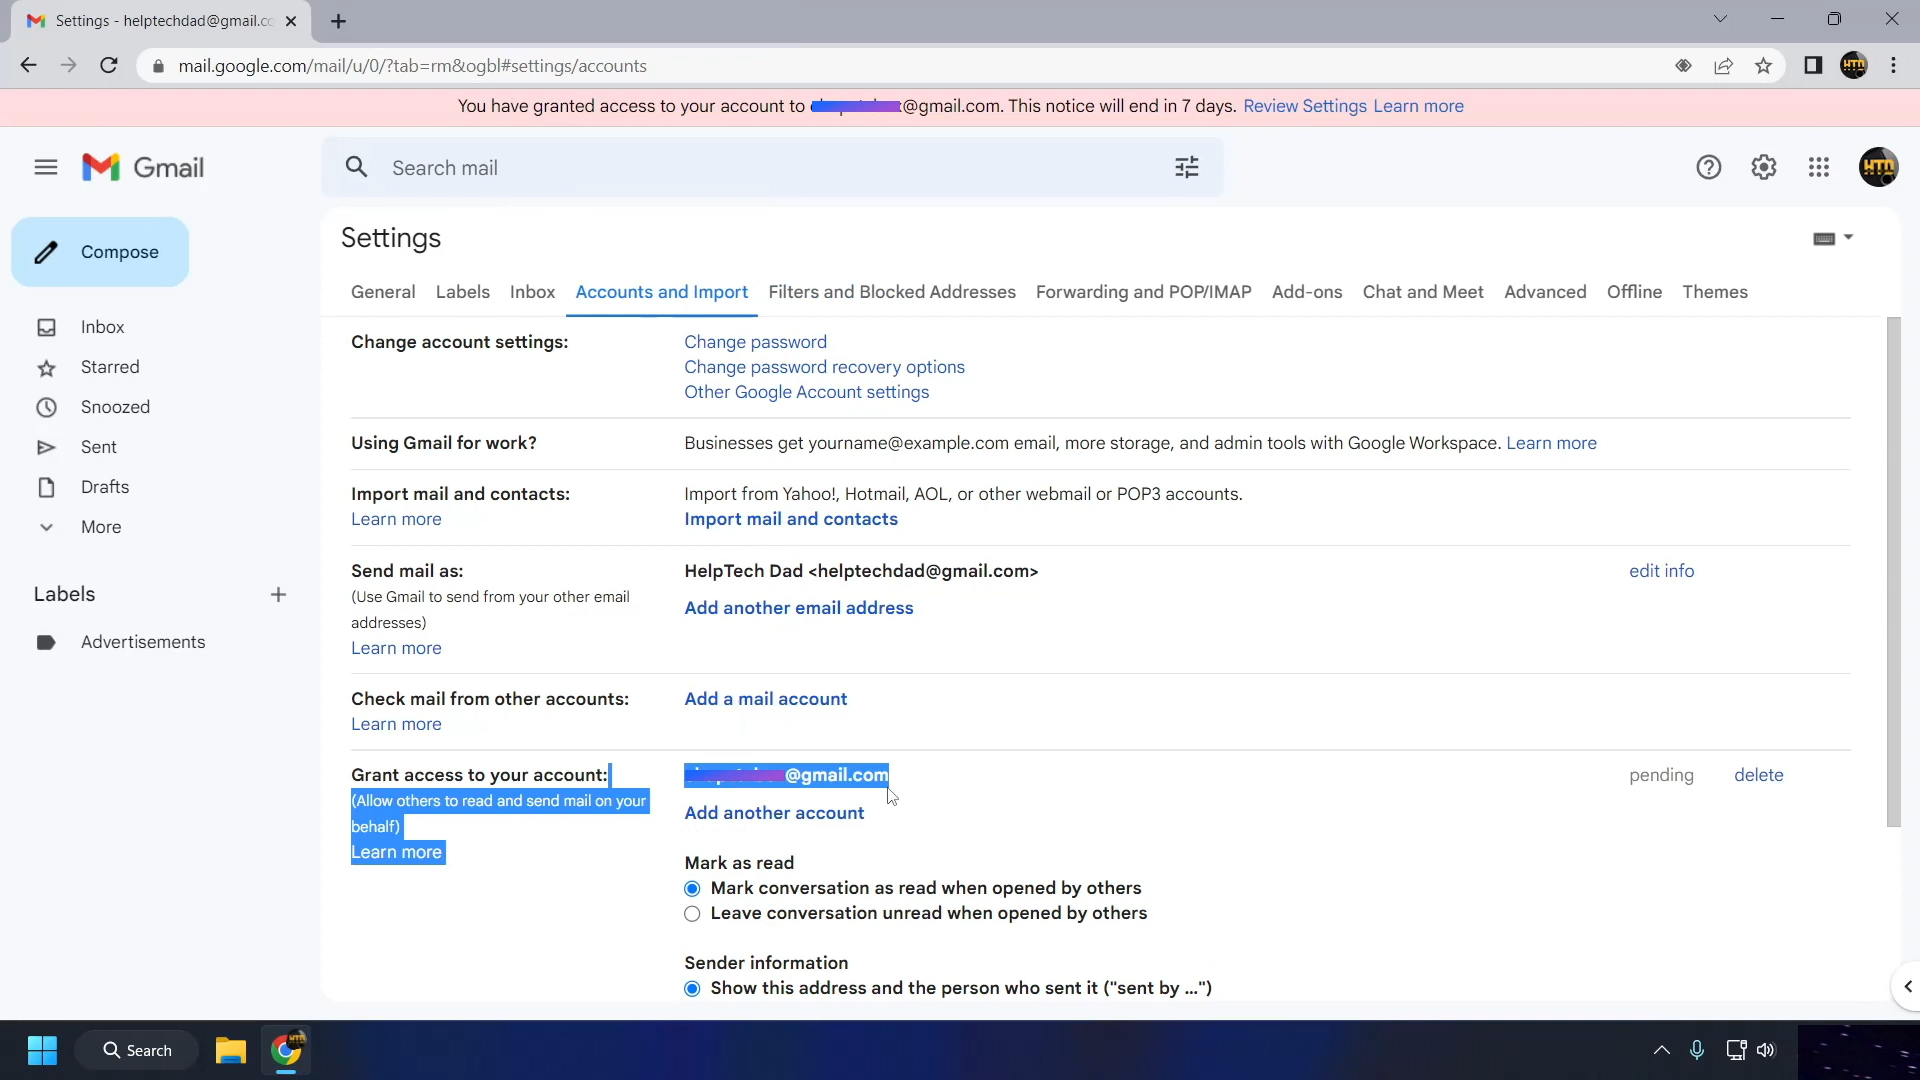 Settings - helptechdad@gmail.co
mail.google.com/mail/u/0/?tab=rm&ogbl#settings/accounts
You have granted access to your account to @gmail.com. This notice will end in 7 days. Review Settings Learn more
Gmail
Search mail
HTD
Compose
Settings
General Labels Inbox Accounts and Import Filters and Blocked Addresses Forwarding and POP/IMAP Add-ons Chat and Meet Advanced Offline Themes
Inbox
Starred
Snoozed
Sent
Drafts
More
Labels
Advertisements
Change account settings:
Change password
Change password recovery options
Other Google Account settings
Using Gmail for work?
Businesses get yourname@example.com email, more storage, and admin tools with Google Workspace. Learn more
Import mail and contacts:
Learn more
Import from Yahoo!, Hotmail, AOL, or other webmail or POP3 accounts.
Import mail and contacts
Send mail as:
(Use Gmail to send from your other email
addresses)
Learn more
HelpTech Dad <helptechdad@gmail.com>
edit info
Add another email address
Check mail from other accounts:
Learn more
Add a mail account
Grant access to your account:
(Allow others to read and send mail on your
behalf)
Learn more
@gmail.com
pending
delete
Add another account
Mark as read
Mark conversation as read when opened by others
Leave conversation unread when opened by others
Sender information
Show this address and the person who sent it ("sent by ...")
Search